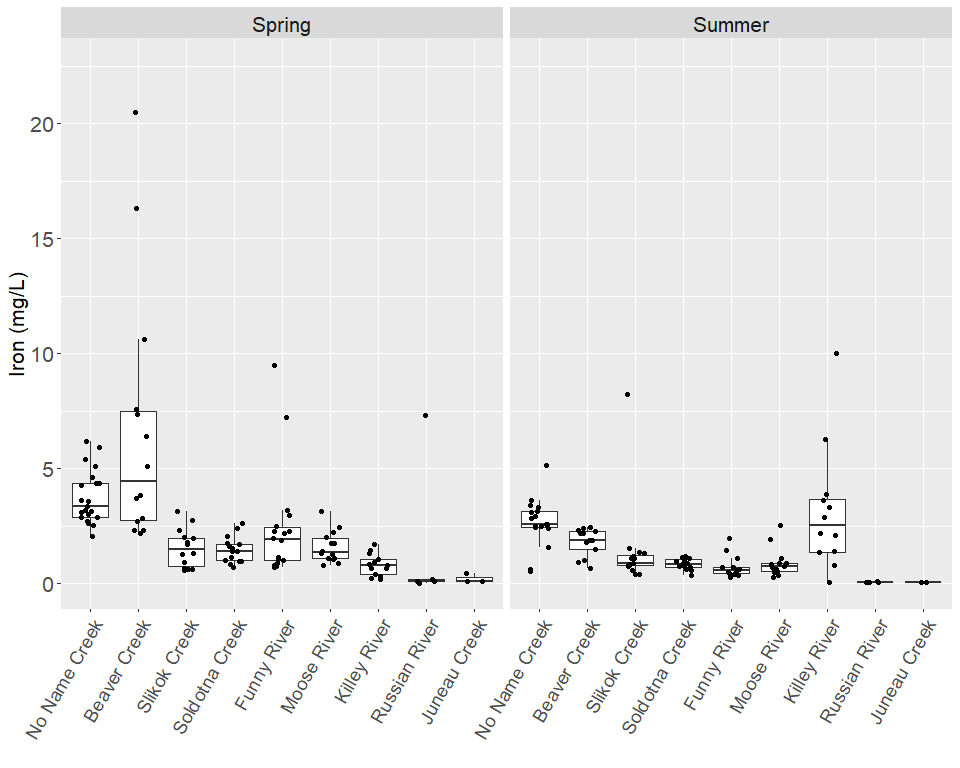 Spring
Summer
Iron (mg/L)
20
15
10
5
0
No Name Creek
Beaver Creek
Slikok Creek
Soldotna Creek
Funny River
Moose River
Killey River
Russian River
Juneau Creek
No Name Creek
Beaver Creek
Slikok Creek
Soldotna Creek
Funny River
Moose River
Killey River
Russian River
Juneau Creek